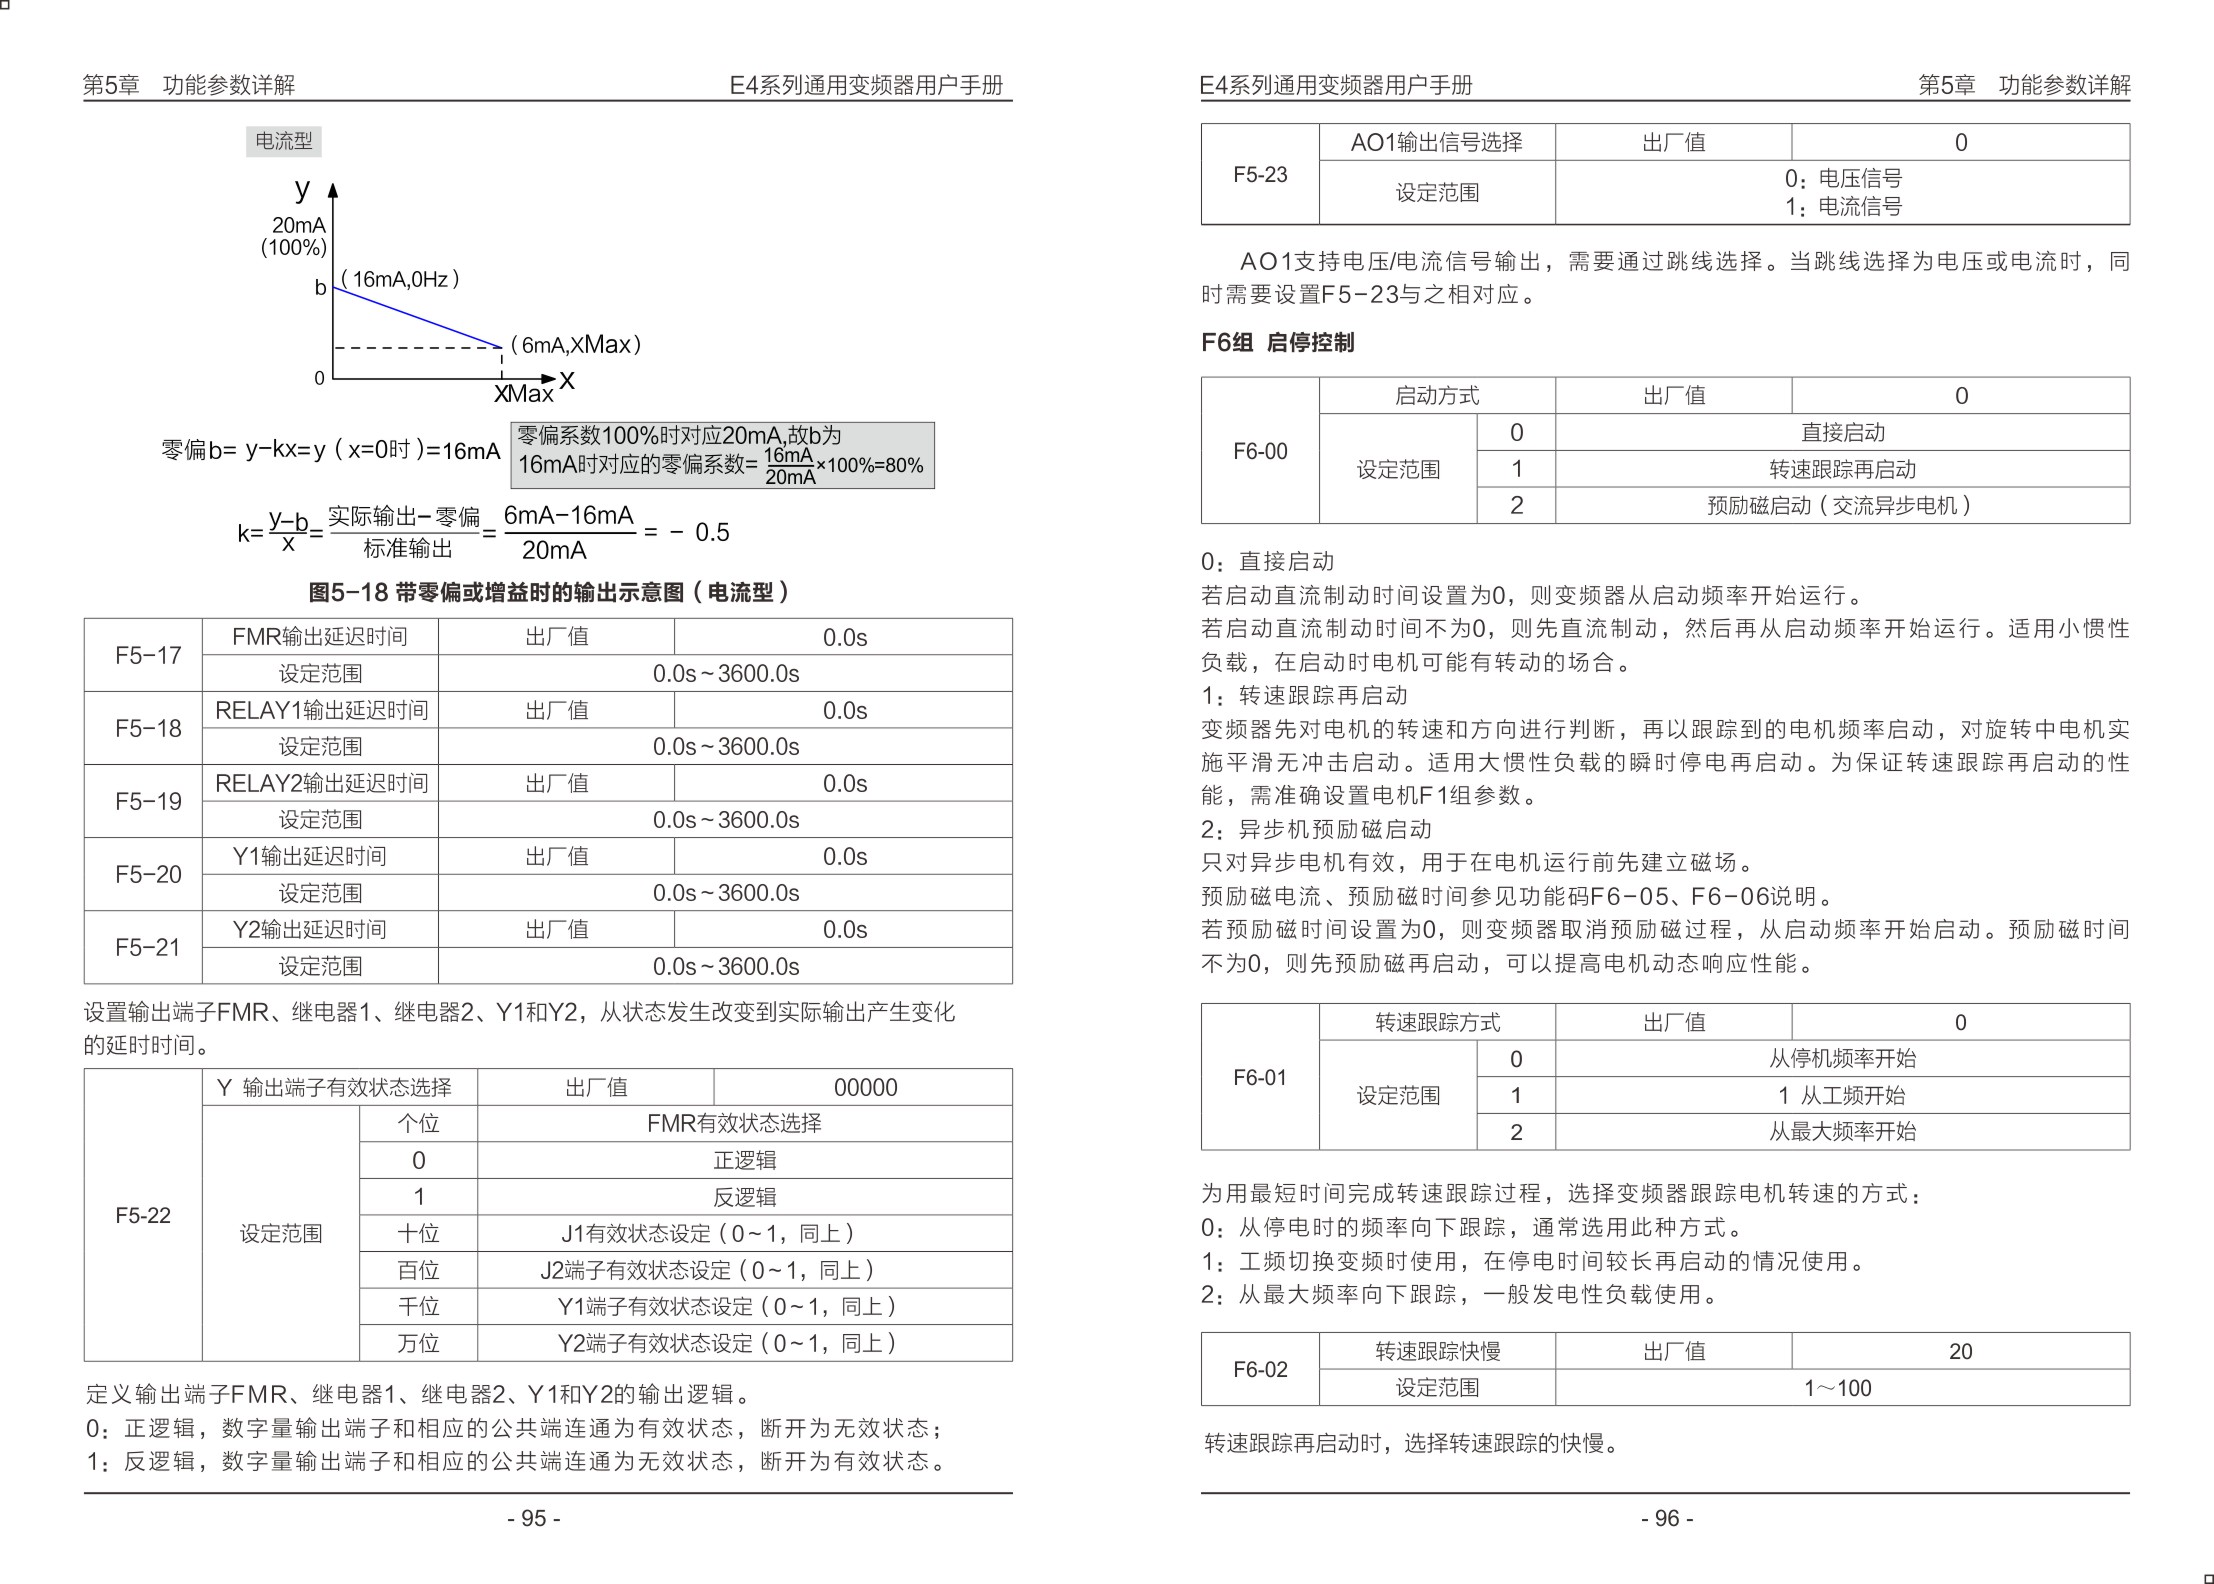 第5章　功能参数详解
E4系列通用变频器用户手册
电流型
y
20mA
(100%)
（16mA,0Hz）
b
（6mA,XMax）
0
X
XMax
零偏b= y-kx=y（x=0时）=16mA
零偏系数100%时对应20mA,故b为
16mA时对应的零偏系数= 16mA/20mA ×100%=80%
k= y-b/x = 实际输出-零偏/标准输出 = 6mA-16mA/20mA = - 0.5
图5-18 带零偏或增益时的输出示意图（电流型）
F5-17 FMR输出延迟时间 出厂值 0.0s
设定范围 0.0s~3600.0s
F5-18 RELAY1输出延迟时间 出厂值 0.0s
设定范围 0.0s~3600.0s
F5-19 RELAY2输出延迟时间 出厂值 0.0s
设定范围 0.0s~3600.0s
F5-20 Y1输出延迟时间 出厂值 0.0s
设定范围 0.0s~3600.0s
F5-21 Y2输出延迟时间 出厂值 0.0s
设定范围 0.0s~3600.0s
设置输出端子FMR、继电器1、继电器2、Y1和Y2，从状态发生改变到实际输出产生变化
的延时时间。
F5-22 Y 输出端子有效状态选择 出厂值 00000
设定范围 个位 FMR有效状态选择
0 正逻辑
1 反逻辑
十位 J1有效状态设定（0~1，同上）
百位 J2端子有效状态设定（0~1，同上）
千位 Y1端子有效状态设定（0~1，同上）
万位 Y2端子有效状态设定（0~1，同上）
定义输出端子FMR、继电器1、继电器2、Y1和Y2的输出逻辑。
0：正逻辑，数字量输出端子和相应的公共端连通为有效状态，断开为无效状态；
1：反逻辑，数字量输出端子和相应的公共端连通为无效状态，断开为有效状态。
- 95 -
E4系列通用变频器用户手册
第5章　功能参数详解
F5-23 AO1输出信号选择 出厂值 0
设定范围 0：电压信号
1：电流信号
AO1支持电压/电流信号输出，需要通过跳线选择。当跳线选择为电压或电流时，同
时需要设置F5-23与之相对应。
F6组 启停控制
F6-00 启动方式 出厂值 0
设定范围 0 直接启动
1 转速跟踪再启动
2 预励磁启动（交流异步电机）
0：直接启动
若启动直流制动时间设置为0，则变频器从启动频率开始运行。
若启动直流制动时间不为0，则先直流制动，然后再从启动频率开始运行。适用小惯性
负载，在启动时电机可能有转动的场合。
1：转速跟踪再启动
变频器先对电机的转速和方向进行判断，再以跟踪到的电机频率启动，对旋转中电机实
施平滑无冲击启动。适用大惯性负载的瞬时停电再启动。为保证转速跟踪再启动的性
能，需准确设置电机F1组参数。
2：异步机预励磁启动
只对异步电机有效，用于在电机运行前先建立磁场。
预励磁电流、预励磁时间参见功能码F6-05、F6-06说明。
若预励磁时间设置为0，则变频器取消预励磁过程，从启动频率开始启动。预励磁时间
不为0，则先预励磁再启动，可以提高电机动态响应性能。
F6-01 转速跟踪方式 出厂值 0
设定范围 0 从停机频率开始
1 1 从工频开始
2 从最大频率开始
为用最短时间完成转速跟踪过程，选择变频器跟踪电机转速的方式：
0：从停电时的频率向下跟踪，通常选用此种方式。
1：工频切换变频时使用，在停电时间较长再启动的情况使用。
2：从最大频率向下跟踪，一般发电性负载使用。
F6-02 转速跟踪快慢 出厂值 20
设定范围 1～100
转速跟踪再启动时，选择转速跟踪的快慢。
- 96 -